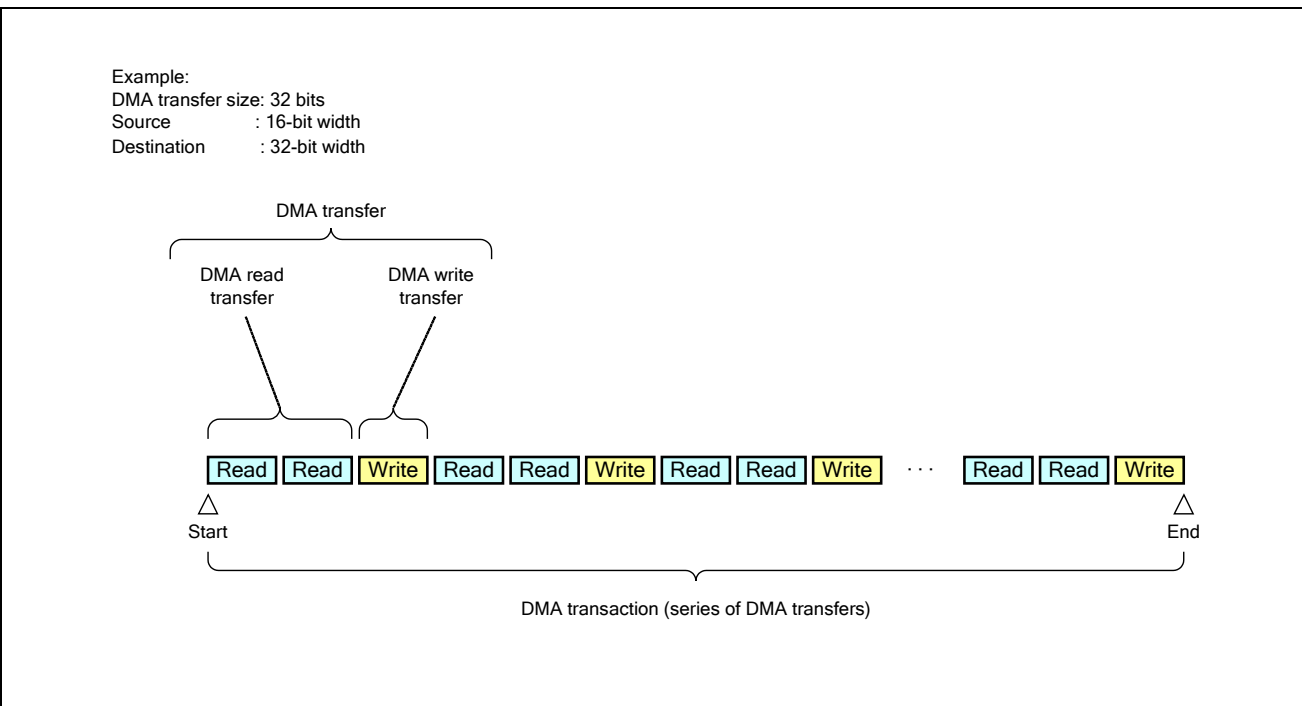 Example:
DMA transfer size: 32 bits
Source : 16-bit width
Destination : 32-bit width
DMA transfer
DMA read
transfer
DMA write
transfer
Read Read Write Read Read Write Read Read Write ... Read Read Write
Start End
DMA transaction (series of DMA transfers)